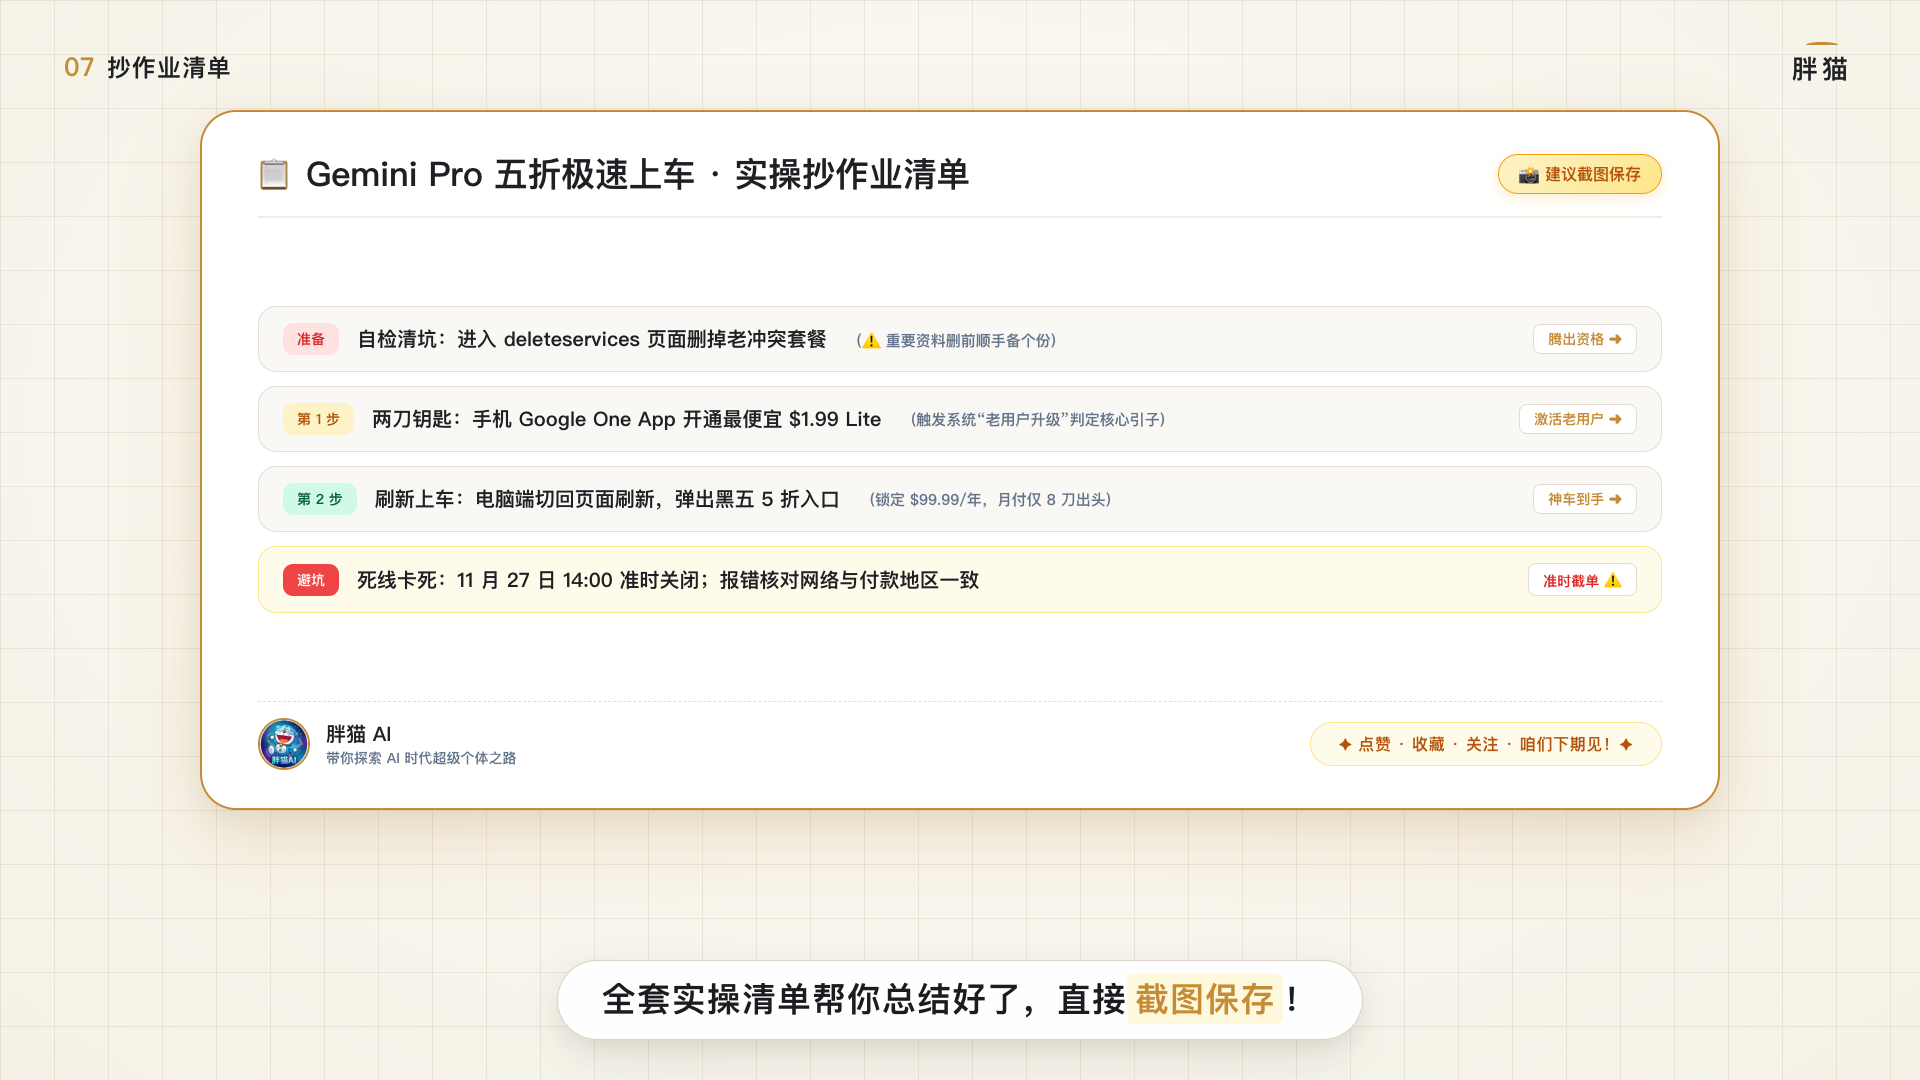 07 抄作业清单
胖猫
📋 Gemini Pro 五折极速上车 · 实操抄作业清单
📸 建议截图保存
准备 自检清坑：进入 deleteservices 页面删掉老冲突套餐 (⚠️ 重要资料删前顺手备个份) 腾出资格 ➜
第 1 步 两刀钥匙：手机 Google One App 开通最便宜 $1.99 Lite (触发系统“老用户升级”判定核心引子) 激活老用户 ➜
第 2 步 刷新上车：电脑端切回页面刷新，弹出黑五 5 折入口 (锁定 $99.99/年，月付仅 8 刀出头) 神车到手 ➜
避坑 死线卡死：11 月 27 日 14:00 准时关闭；报错核对网络与付款地区一致 准时截单 ⚠️
胖猫AI
胖猫 AI
带你探索 AI 时代超级个体之路
✦ 点赞 · 收藏 · 关注 · 咱们下期见！✦
全套实操清单帮你总结好了，直接截图保存！